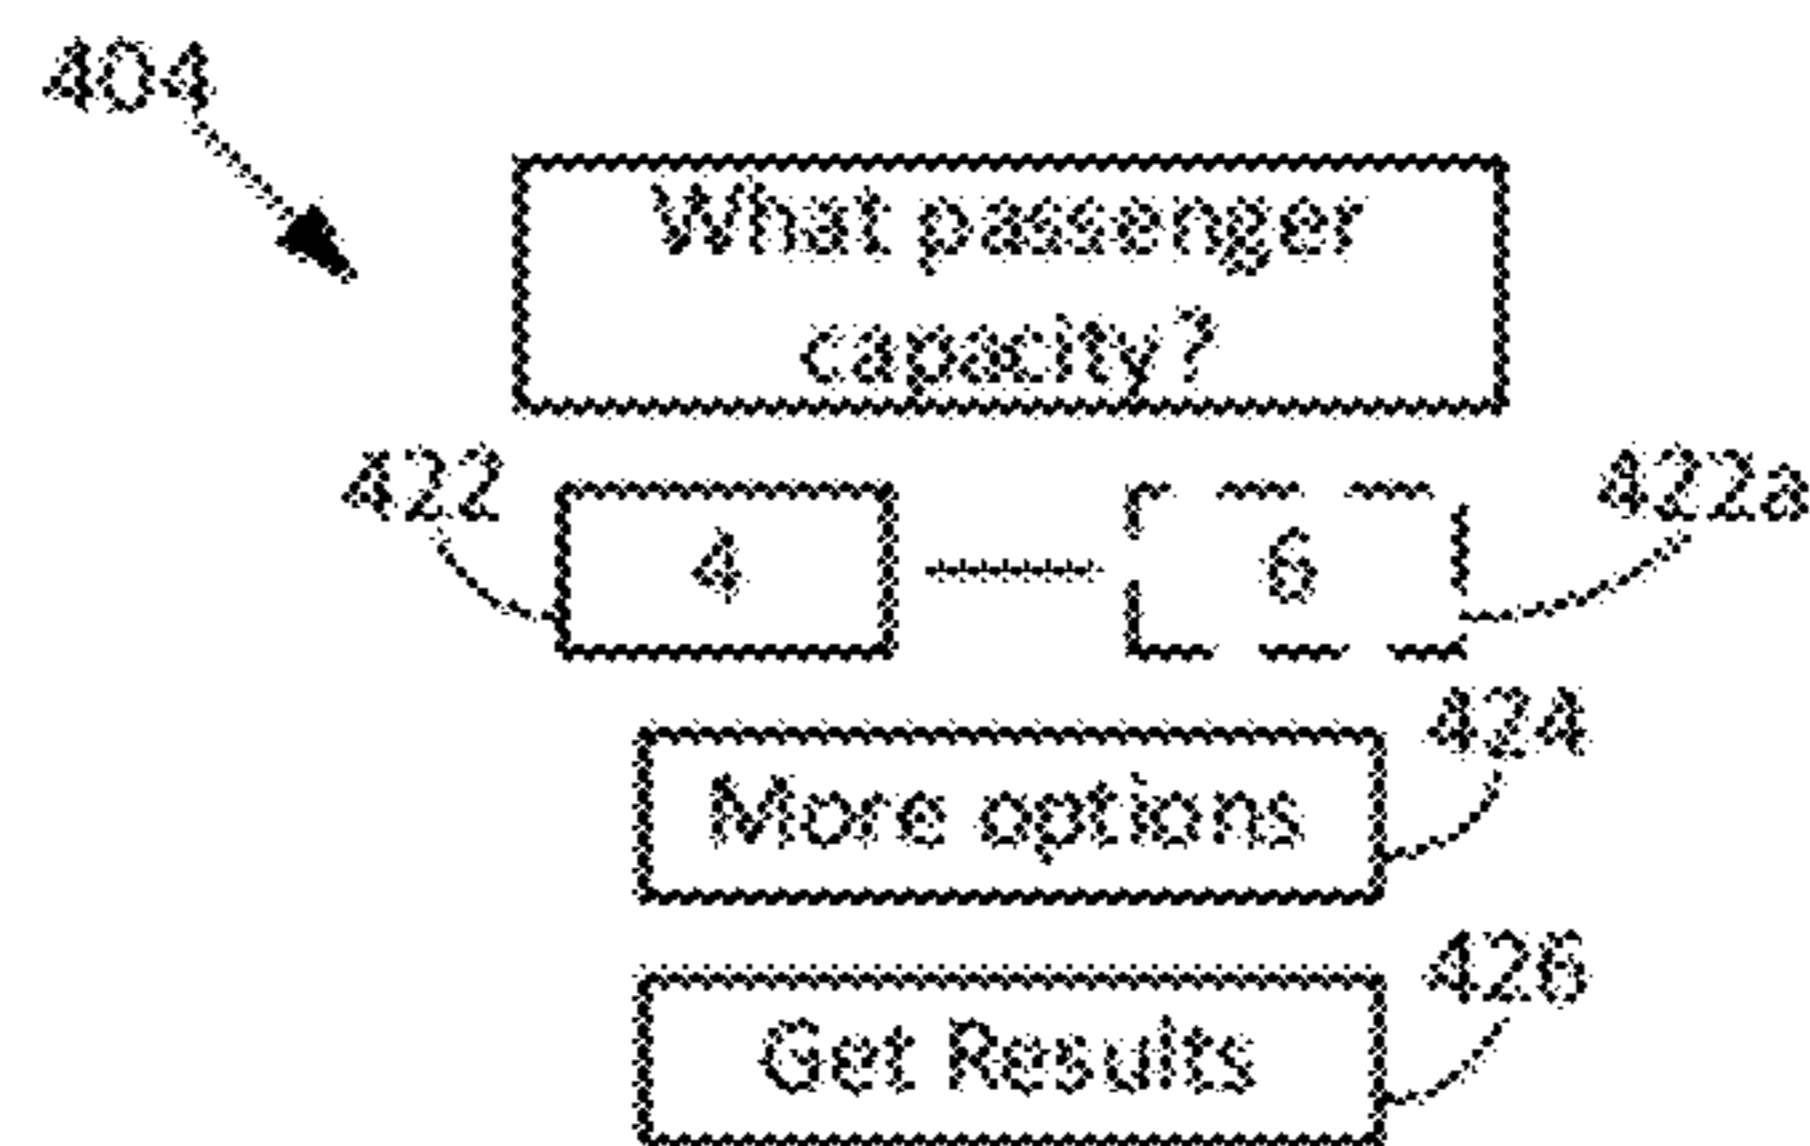 404
What passenger
capacity?
422 4 6 422a
More options 424
Get Results 426